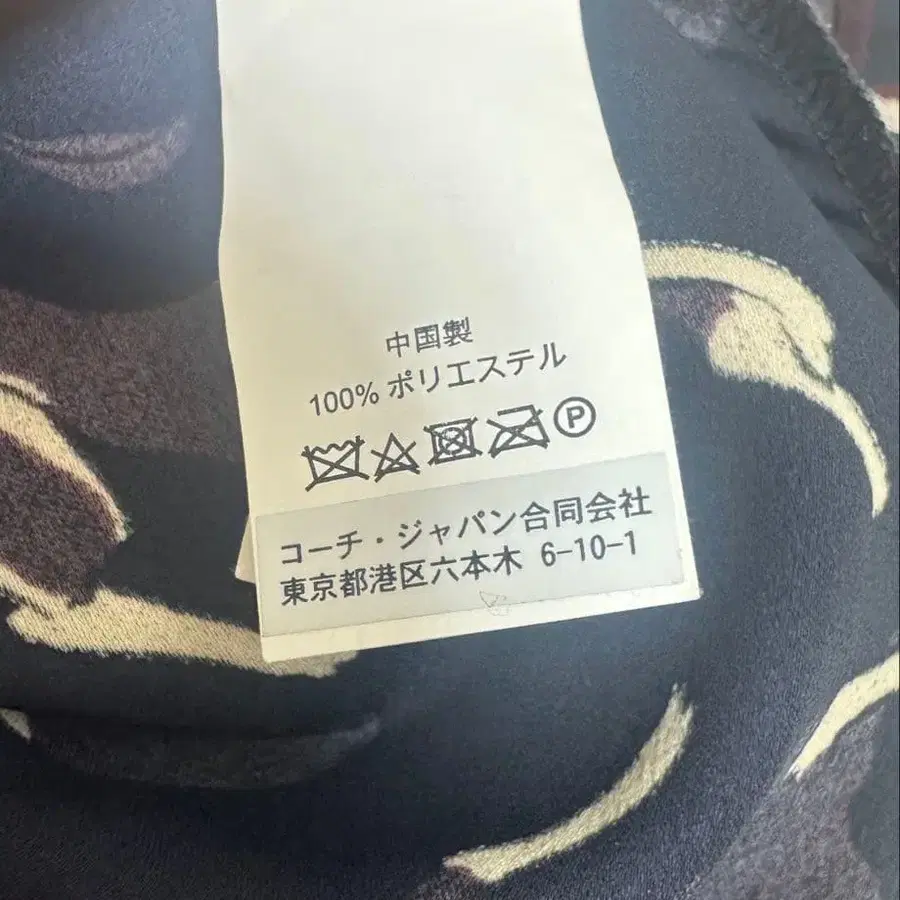 中国製
100% ポリエステル
P
コーチ・ジャパン合同会社
東京都港区六本木 6-10-1